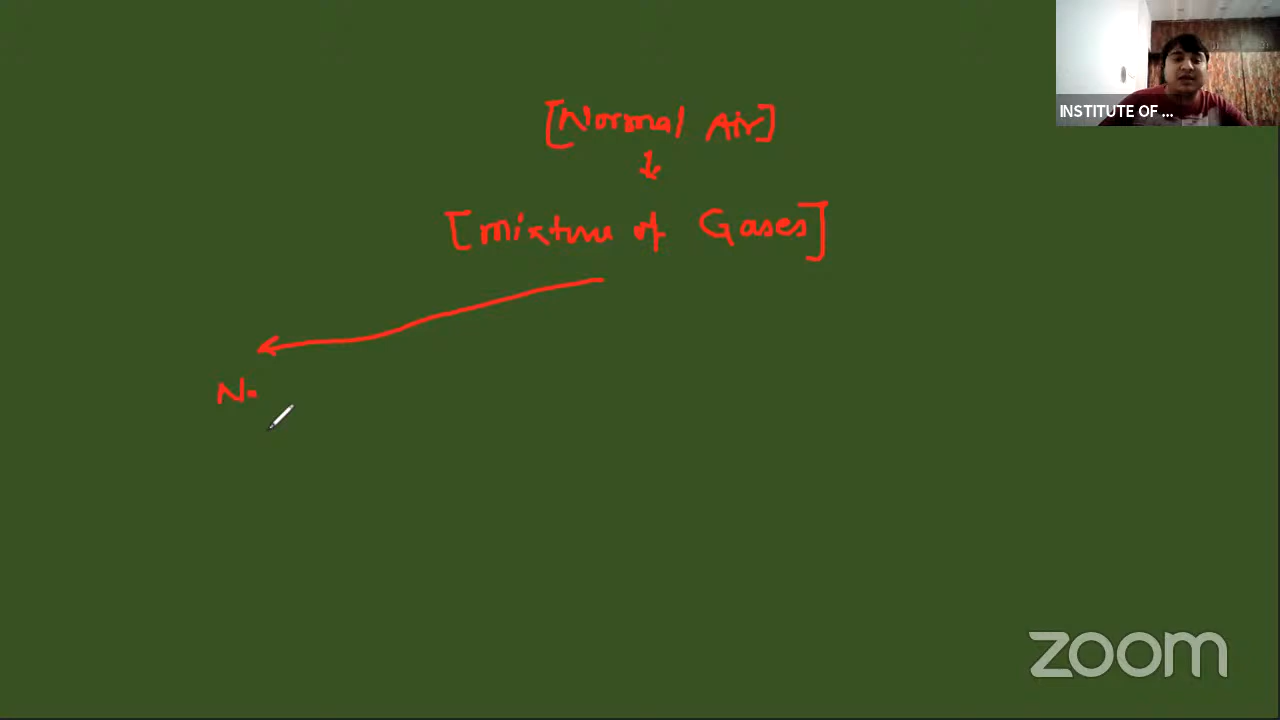 INSTITUTE OF ...
[Normal Air]
[mixture of Gases]
N.
zoom